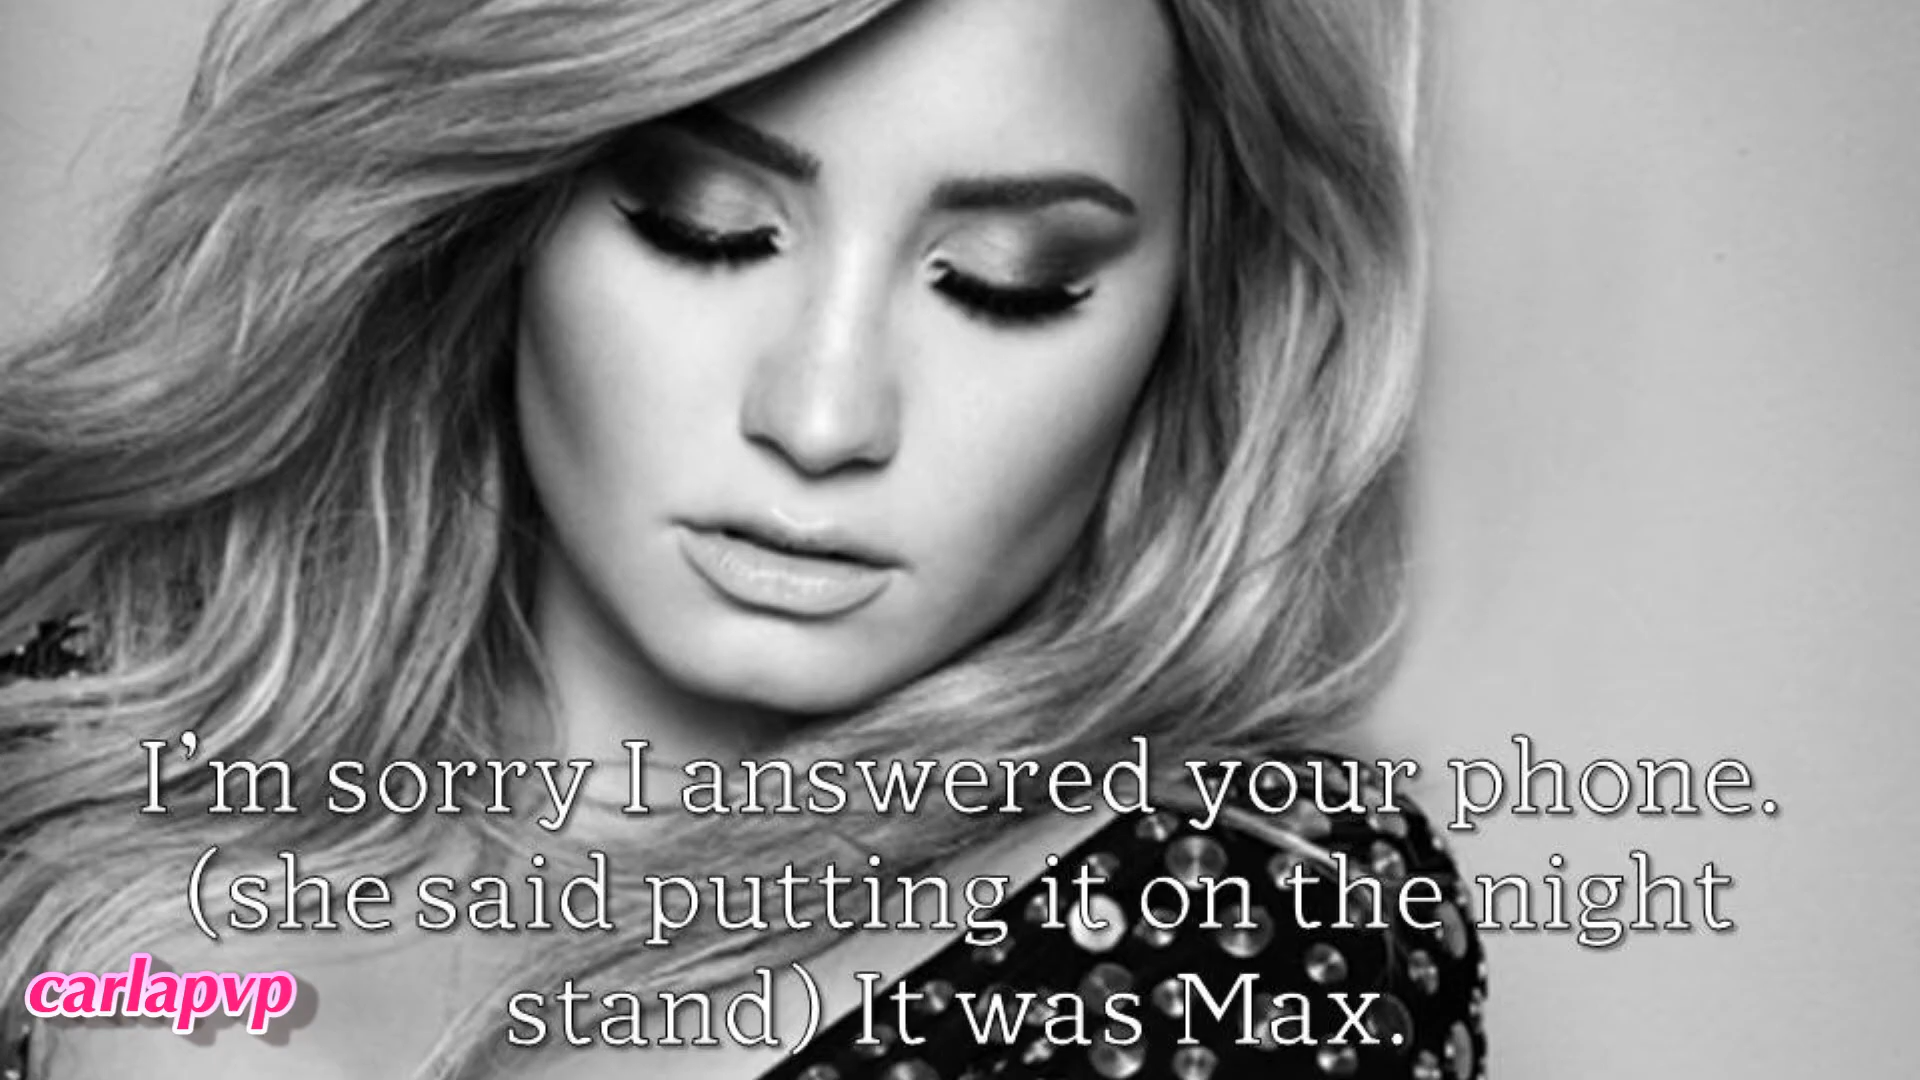 I'm sorry I answered your phone.
(she said putting it on the night
stand) It was Max.
carlapvp